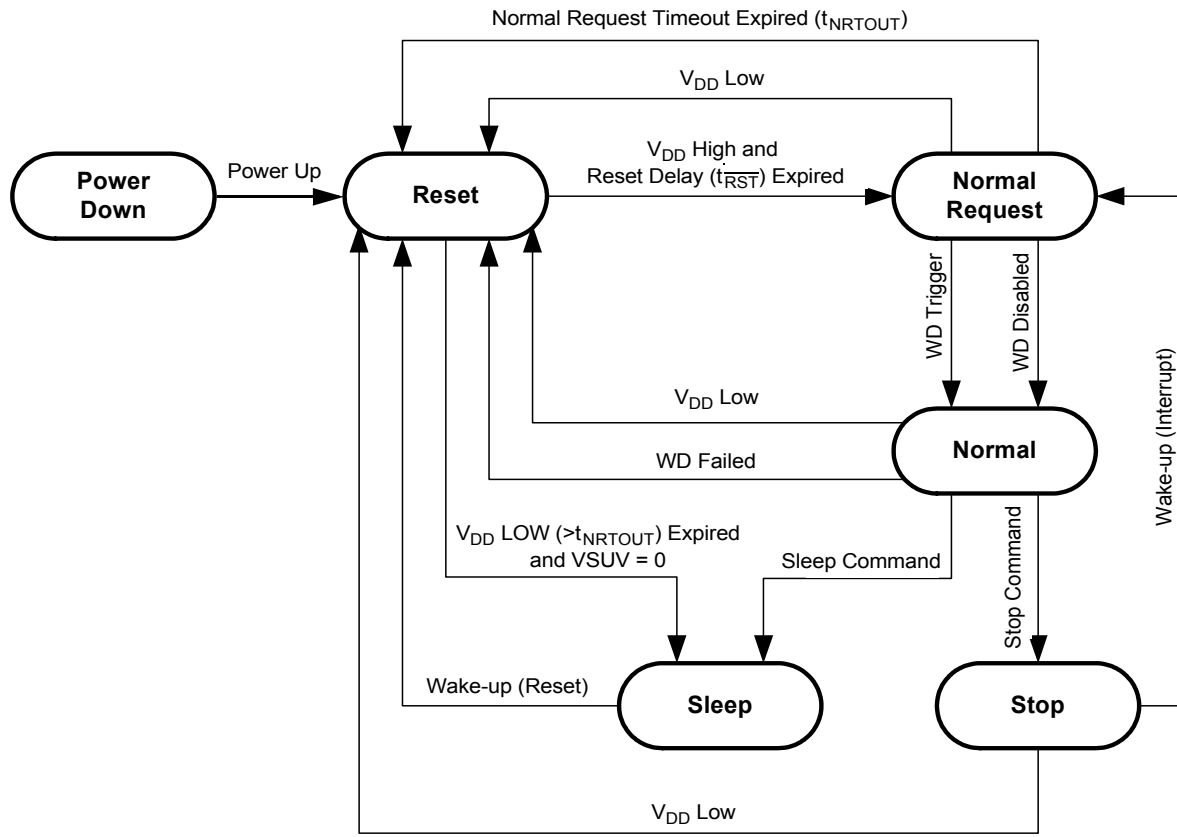 Normal Request Timeout Expired (tNRTOUT)
VDD Low
Power
Down
Power Up
Reset
VDD High and
Reset Delay (tRST) Expired
Normal
Request
WD Trigger
WD Disabled
Wake-up (Interrupt)
VDD Low
Normal
WD Failed
VDD LOW (>tNRTOUT) Expired
and VSUV = 0
Sleep Command
Stop Command
Wake-up (Reset)
Sleep
Stop
VDD Low